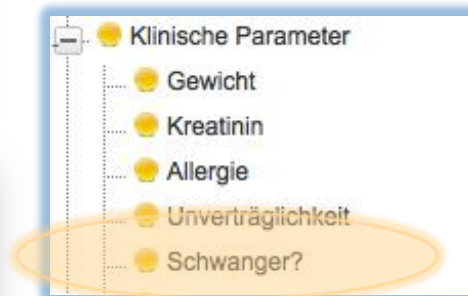 Klinische Parameter
Gewicht
Kreatinin
Allergie
Unverträglichkeit
Schwanger?